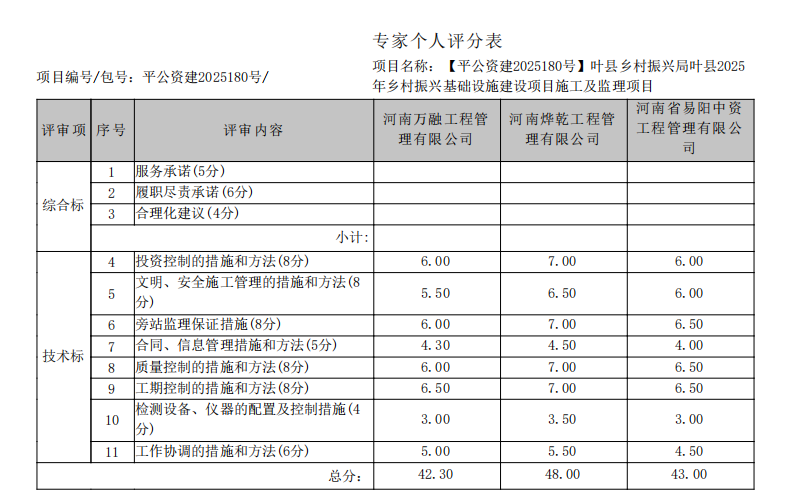 专家个人评分表
项目编号/包号：平公资建2025180号/
项目名称：【平公资建2025180号】叶县乡村振兴局叶县2025
年乡村振兴基础设施建设项目施工及监理项目
评审项 序号 评审内容 河南万融工程管 河南烨乾工程管 河南省易阳中资
理有限公司 理有限公司 工程管理有限公
司
综合标
1 服务承诺(5分)
2 履职尽责承诺(6分)
3 合理化建议(4分)
小计:
技术标
4 投资控制的措施和方法(8分) 6.00 7.00 6.00
5 文明、安全施工管理的措施和方法(8 5.50 6.50 6.00
分)
6 旁站监理保证措施(8分) 6.00 7.00 6.50
7 合同、信息管理措施和方法(5分) 4.30 4.50 4.00
8 质量控制的措施和方法(8分) 6.00 7.00 6.50
9 工期控制的措施和方法(8分) 6.50 7.00 6.50
10 检测设备、仪器的配置及控制措施(4 3.00 3.50 3.00
分)
11 工作协调的措施和方法(6分) 5.00 5.50 4.50
总分： 42.30 48.00 43.00